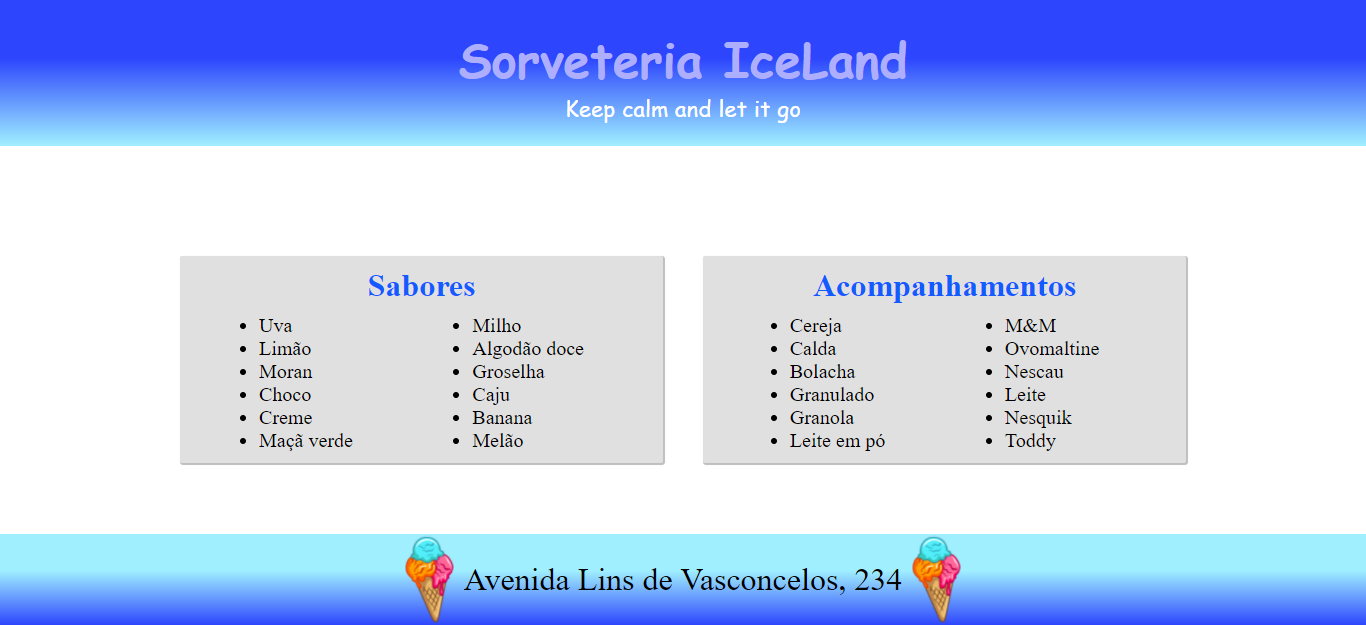 Sorveteria IceLand
Keep calm and let it go
Sabores
Uva
Limão
Moran
Choco
Creme
Maçã verde
Milho
Algodão doce
Groselha
Caju
Banana
Melão
Acompanhamentos
Cereja
Calda
Bolacha
Granulado
Granola
Leite em pó
M&M
Ovomaltine
Nescau
Leite
Nesquik
Toddy
Avenida Lins de Vasconcelos, 234